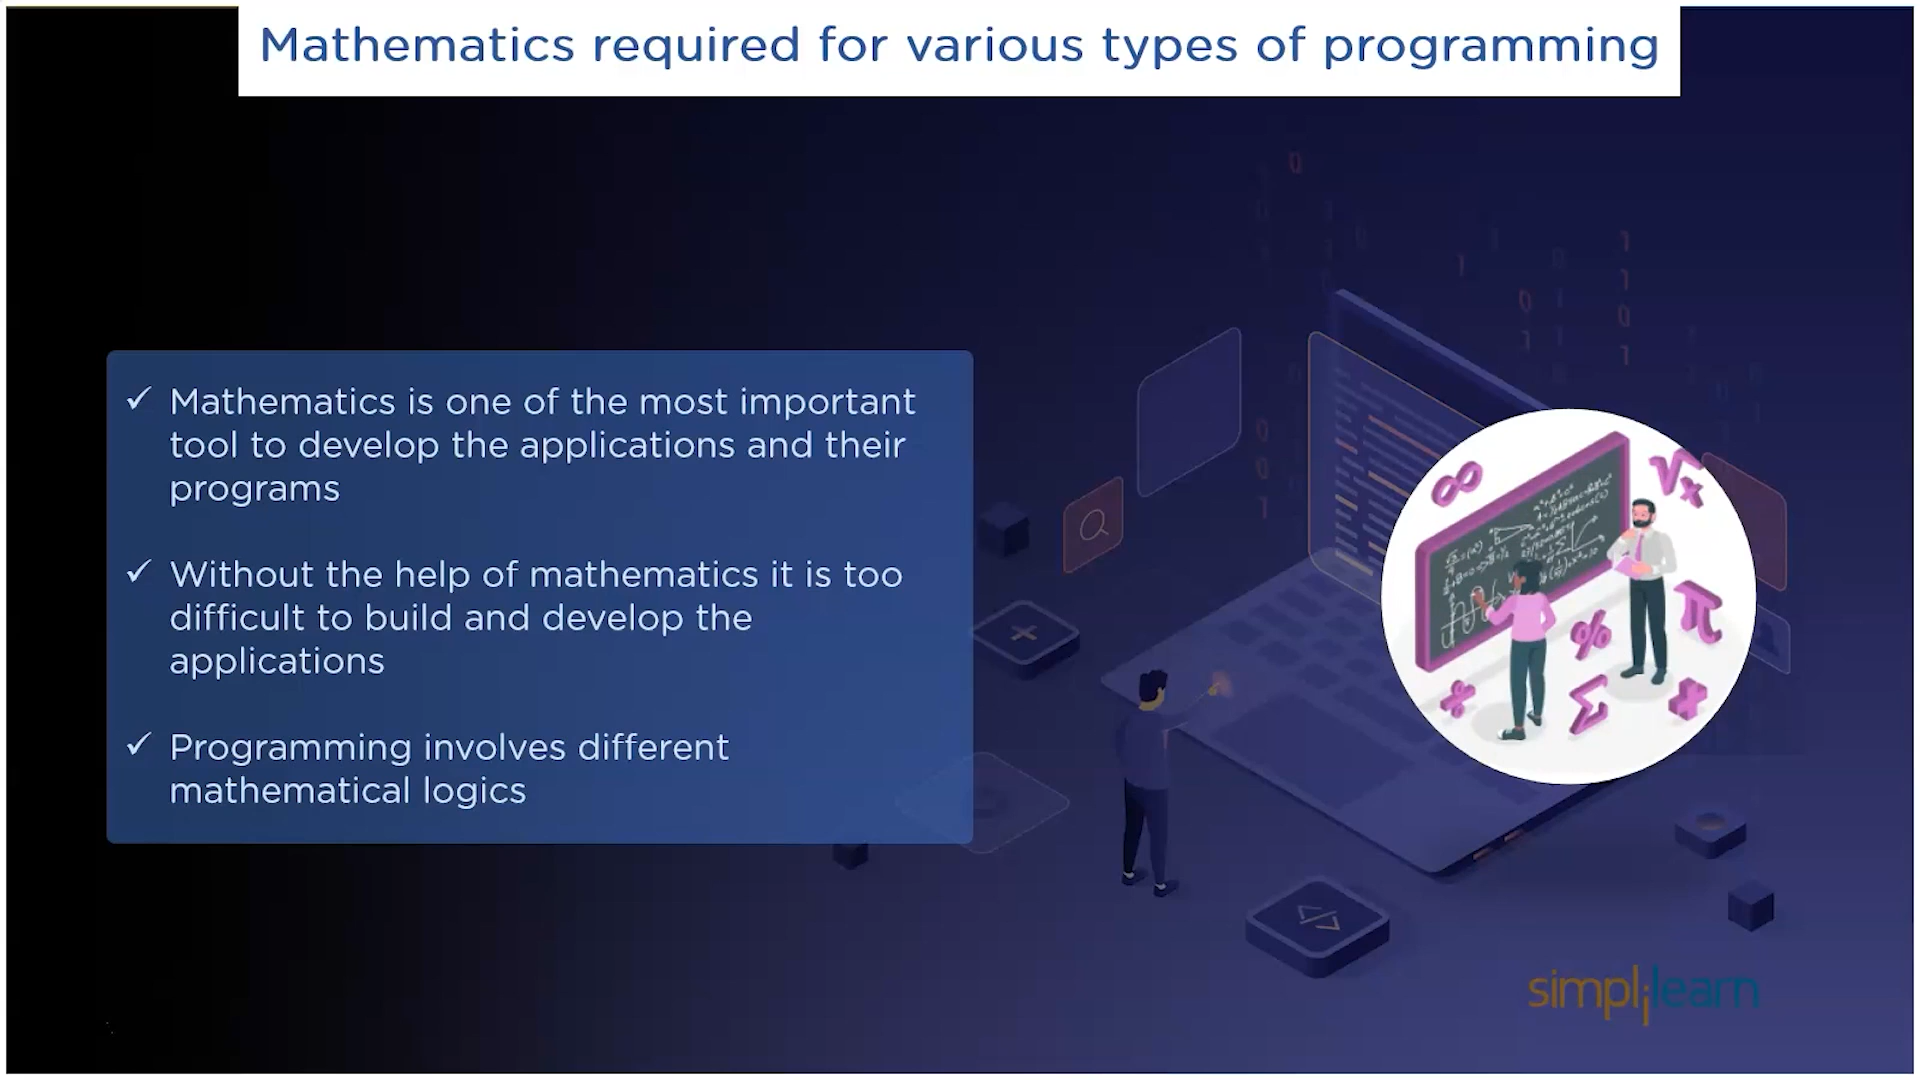 Mathematics required for various types of programming
✓ Mathematics is one of the most important
tool to develop the applications and their
programs
✓ Without the help of mathematics it is too
difficult to build and develop the
applications
✓ Programming involves different
mathematical logics
simplilearn